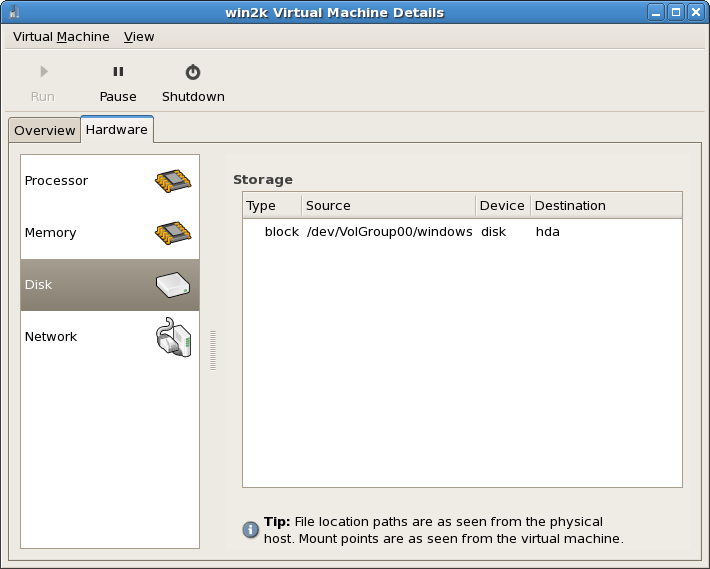 win2k Virtual Machine Details
Virtual Machine View
Run Pause Shutdown
Overview Hardware
Processor
Memory
Disk
Network
Storage
Type Source Device Destination
block /dev/VolGroup00/windows disk hda
Tip: File location paths are as seen from the physical
host. Mount points are as seen from the virtual machine.